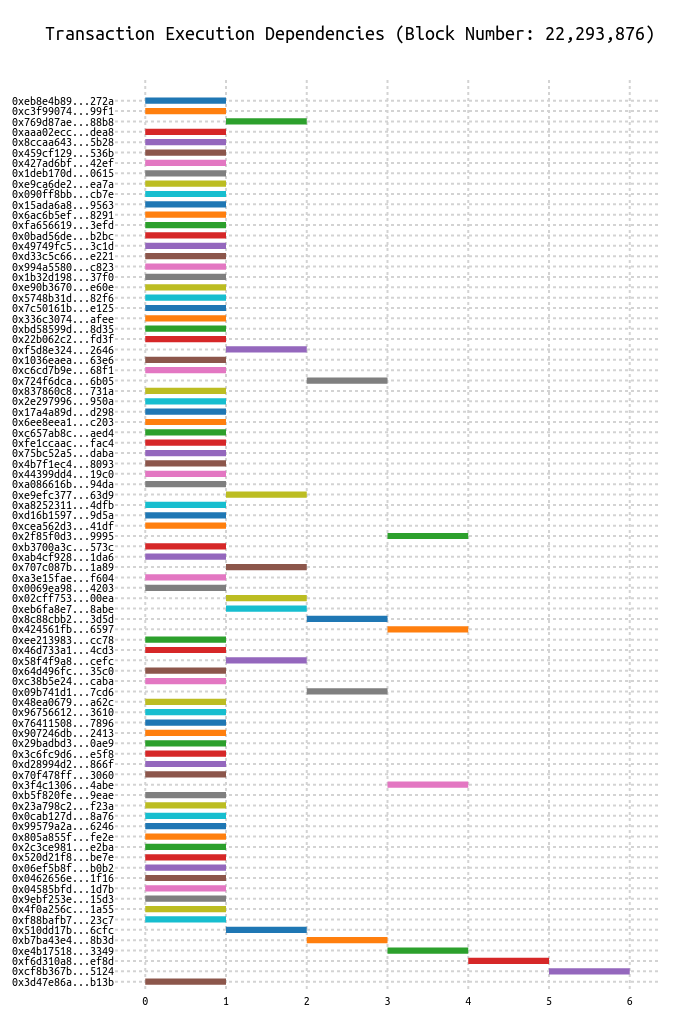 Transaction Execution Dependencies (Block Number: 22,293,876)
0xeb8e4b89...272a
0xc3f99074...99f1
0x769d87ae...88b8
0xaaa02ecc...dea8
0x8ccaa643...5b28
0x459cf129...536b
0x427ad6bf...42ef
0x1deb170d...0615
0xe9ca6de2...ea7a
0x090ff8bb...cb7e
0x15ada6a8...9563
0x6ac6b5ef...8291
0xfa656619...3efd
0x0bad56de...b2bc
0x49749fc5...3c1d
0xd33c5c66...e221
0x994a5580...c823
0x1b32d198...37f0
0xe90b3670...e60e
0x5748b31d...82f6
0x7c50161b...e125
0x336c3074...afee
0xbd58599d...8d35
0x22b062c2...fd3f
0xf5d8e324...2646
0x1036eaea...63e6
0xc6cd7b9e...68f1
0x724f6dca...6b05
0x837860c8...731a
0x2e297996...950a
0x17a4a89d...d298
0x6ee8eea1...c203
0xc657ab8c...aed4
0xfe1ccaac...fac4
0x75bc52a5...daba
0x4b7f1ec4...8093
0x44399dd4...19c0
0xa086616b...94da
0xe9efc377...63d9
0xa8252311...4dfb
0xd16b1597...9d5a
0xcea562d3...41df
0x2f85f0d3...9995
0xb3700a3c...573c
0xab4cf928...1da6
0x707c087b...1a89
0xa3e15fae...f604
0x0069ea98...4203
0x02cff753...00ea
0xeb6fa8e7...8abe
0x8c88cbb2...3d5d
0x424561fb...6597
0xee213983...cc78
0x46d733a1...4cd3
0x58f4f9a8...cefc
0x64d496fc...35c0
0xc38b5e24...caba
0x09b741d1...7cd6
0x48ea0679...a62c
0x96756612...3610
0x76411508...7896
0x907246db...2413
0x29badbd3...0ae9
0x3c6fc9d6...e5f8
0xd28994d2...866f
0x70f478ff...3060
0x3f4c1306...4abe
0xb5f820fe...9eae
0x23a798c2...f23a
0x0cab127d...8a76
0x99579a2a...6246
0x805a855f...fe2e
0x2c3ce981...e2ba
0x520d21f8...be7e
0x06ef5b8f...b0b2
0x0462656e...1f16
0x04585bfd...1d7b
0x9ebf253e...15d3
0x4f0a256c...1a55
0xf88bafb7...23c7
0x510dd17b...6cfc
0xb7ba43e4...8b3d
0xe4b17518...3349
0xf6d310a8...ef8d
0xcf8b367b...5124
0x3d47e86a...b13b
0 1 2 3 4 5 6